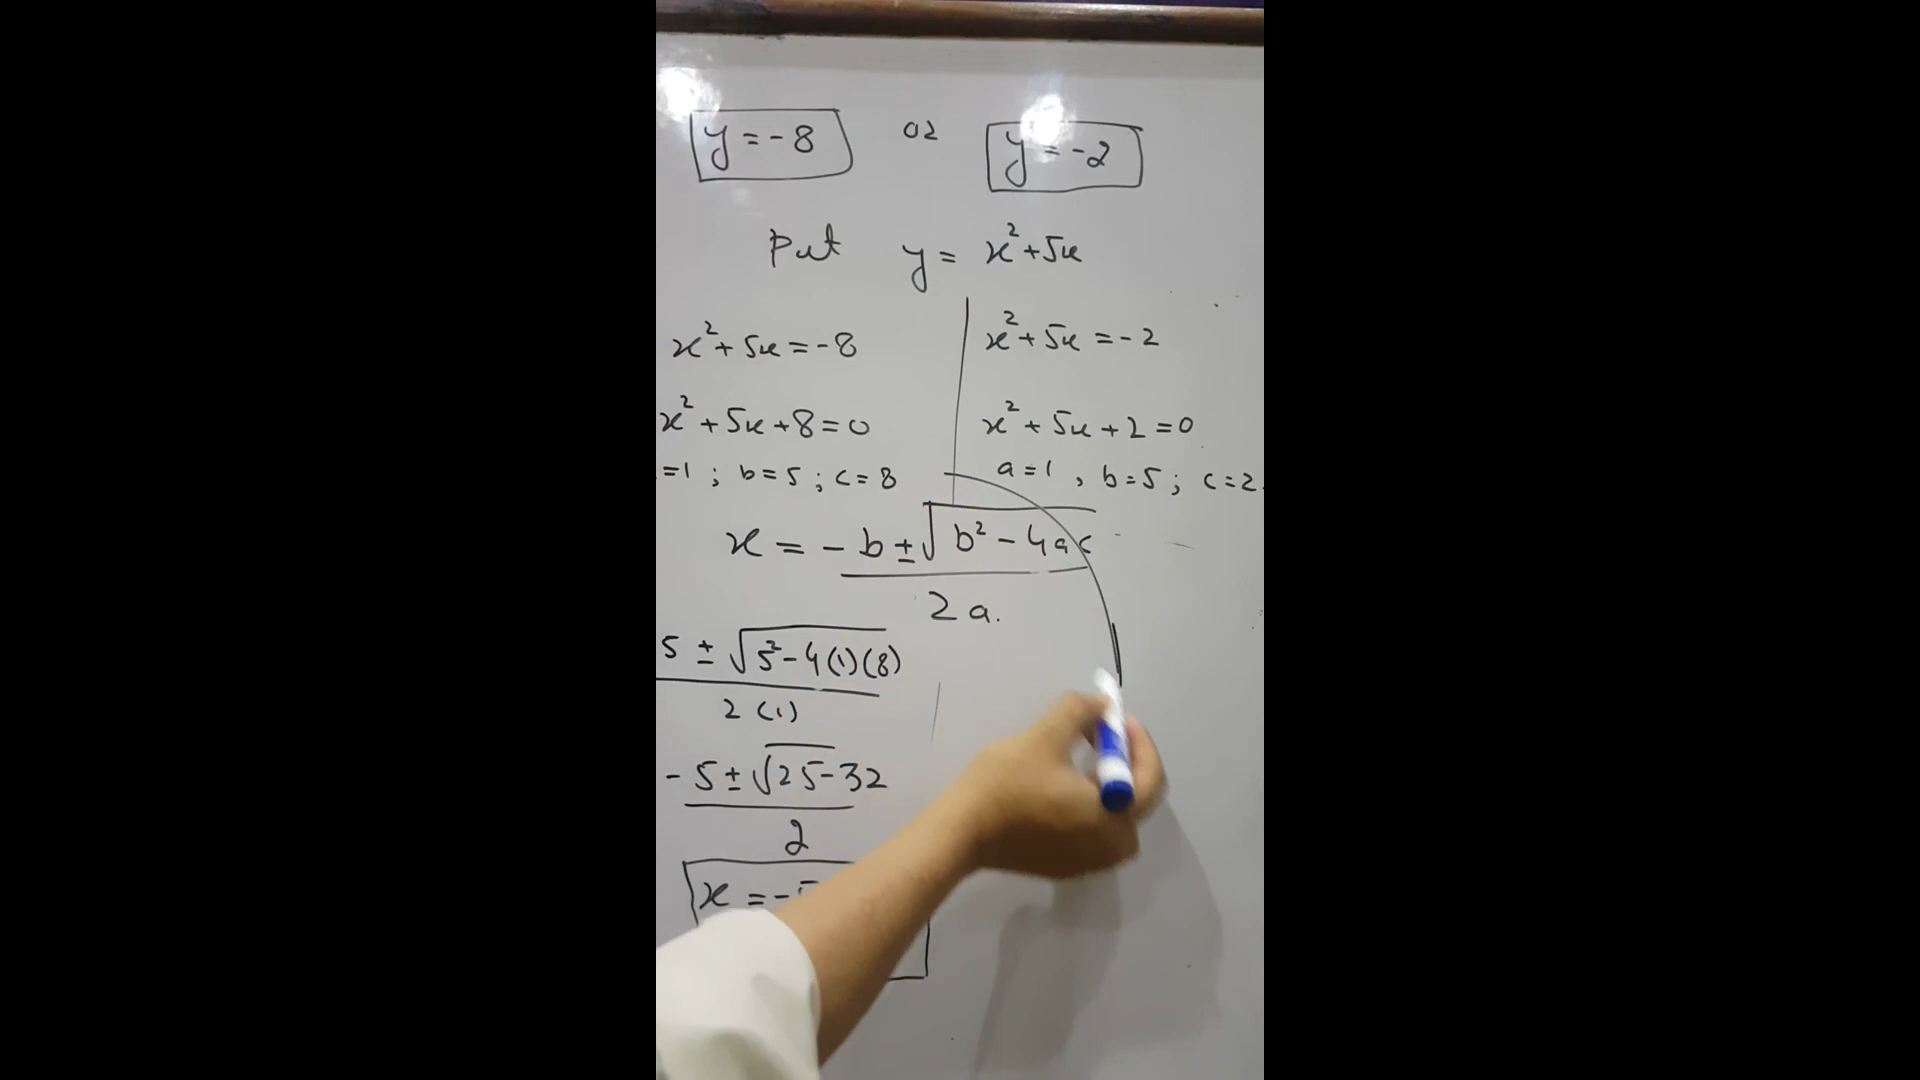 y = -8 or y = -2
Put y = x² + 5x
x² + 5x = -8
x² + 5x + 8 = 0
=1 ; b = 5 ; c = 8
x² + 5x = -2
x² + 5x + 2 = 0
a = 1 , b = 5 ; c = 2
x = -b ± √b² - 4ac
2a.
5 ± √5² - 4(1)(8)
2(1)
-5 ± √25-32
2
x = -5